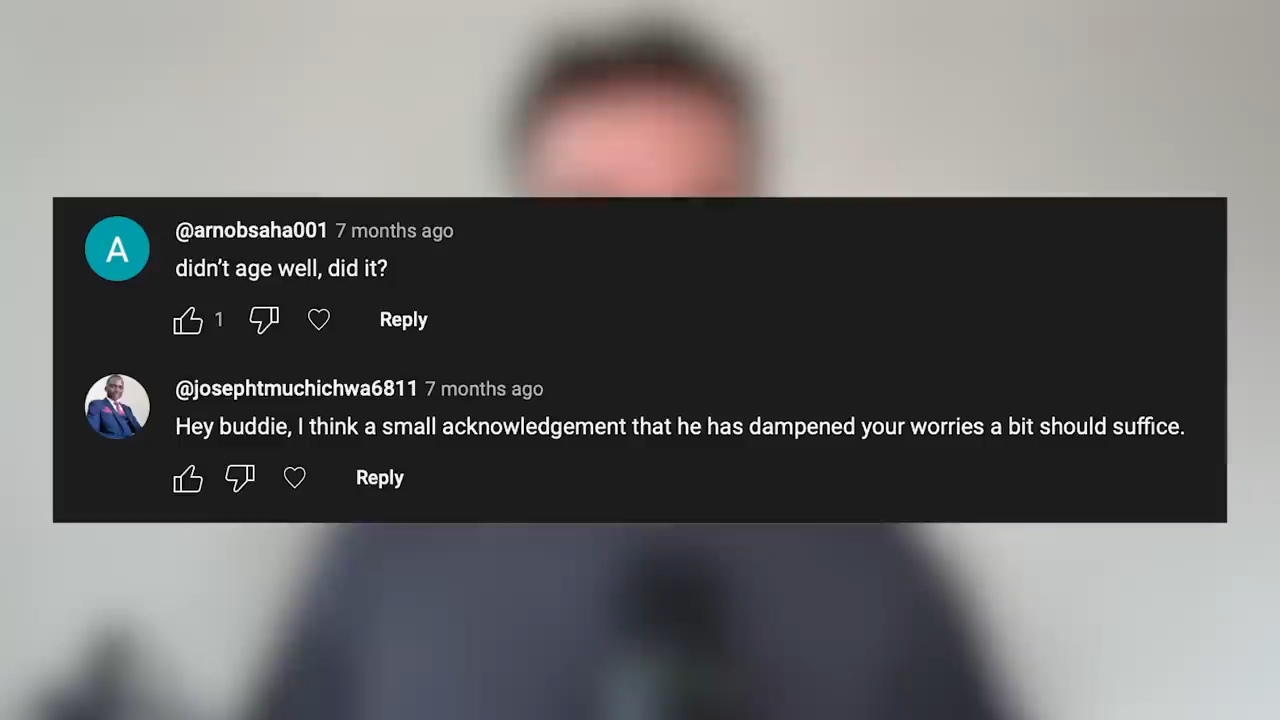 A
@arnobsaha001 7 months ago
didn’t age well, did it?
1
Reply
@josephtmuchichwa6811 7 months ago
Hey buddie, I think a small acknowledgement that he has dampened your worries a bit should suffice.
Reply